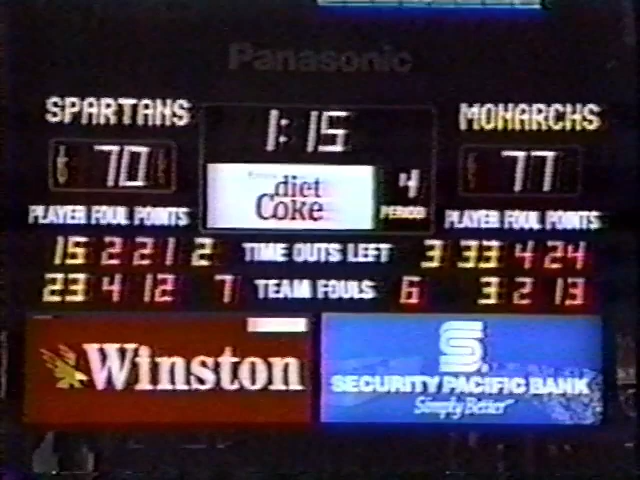 Panasonic
SPARTANS
MONARCHS
1:15
70
77
diet
Coke
4
PERIOD
PLAYER FOUL POINTS
PLAYER FOUL POINTS
15 2 21 2 TIME OUTS LEFT 3 33 4 24
23 4 12 7 TEAM FOULS 6 3 2 13
Winston
SECURITY PACIFIC BANK
Simply Better